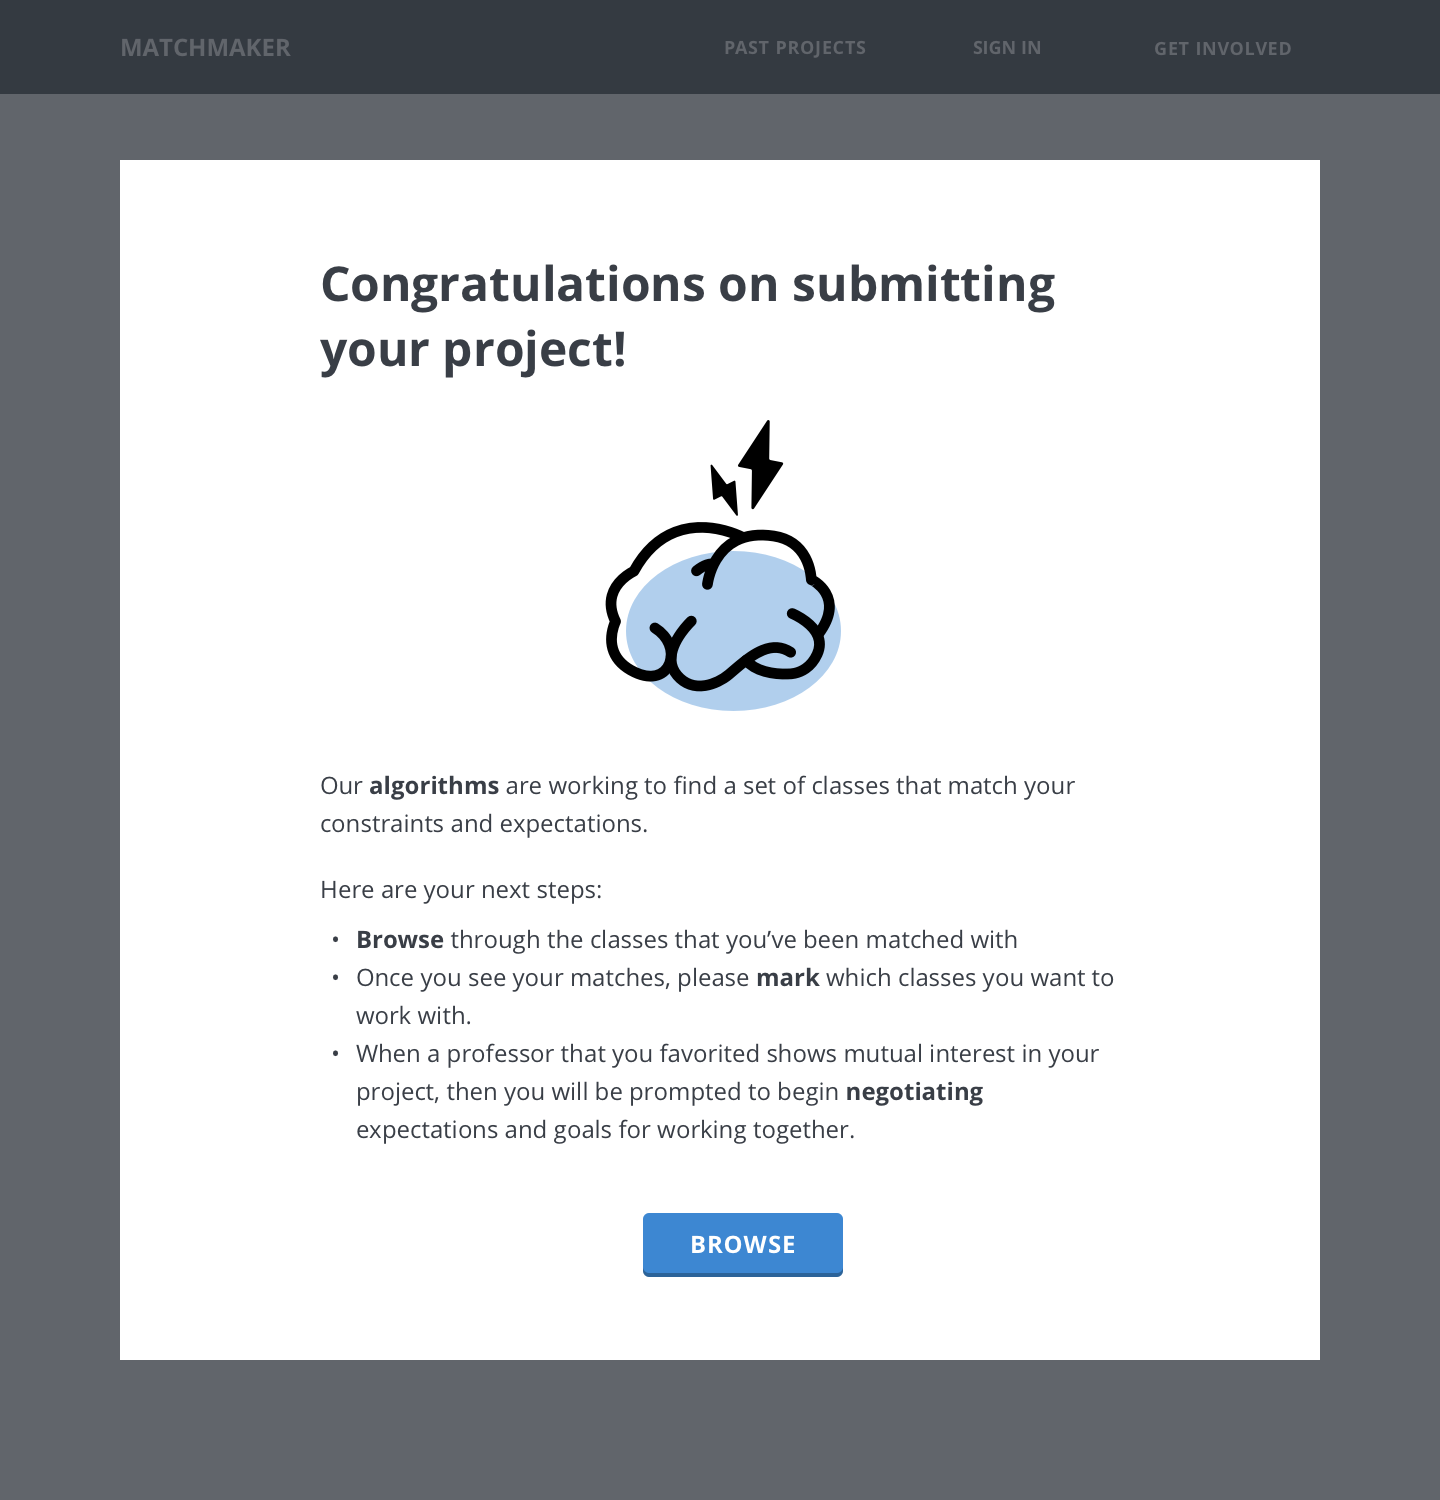 MATCHMAKER PAST PROJECTS SIGN IN GET INVOLVED
Congratulations on submitting
your project!
Our algorithms are working to find a set of classes that match your
constraints and expectations.
Here are your next steps:
• Browse through the classes that you’ve been matched with
• Once you see your matches, please mark which classes you want to
work with.
• When a professor that you favorited shows mutual interest in your
project, then you will be prompted to begin negotiating
expectations and goals for working together.
BROWSE